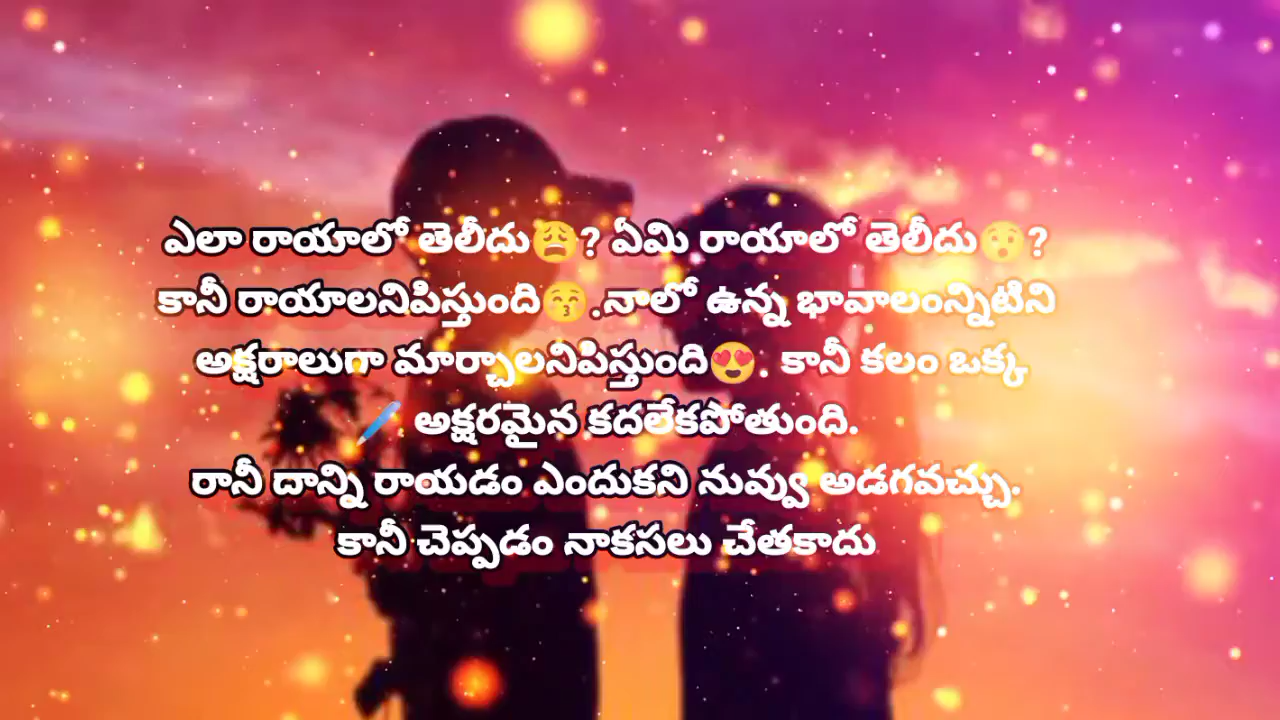 ఎలా రాయాలో తెలీదు😩? ఏమి రాయాలో తెలీదు😯?
కానీ రాయాలనిపిస్తుంది😚.నాలో ఉన్న భావాలంన్నిటిని
అక్షరాలుగా మార్చాలనిపిస్తుంది😍. కానీ కలం ఒక్క
🖊️ అక్షరమైన కదలేకపోతుంది.
రానీ దాన్ని రాయడం ఎందుకని నువ్వు అడగవచ్చు.
కానీ చెప్పడం నాకసలు చేతకాదు